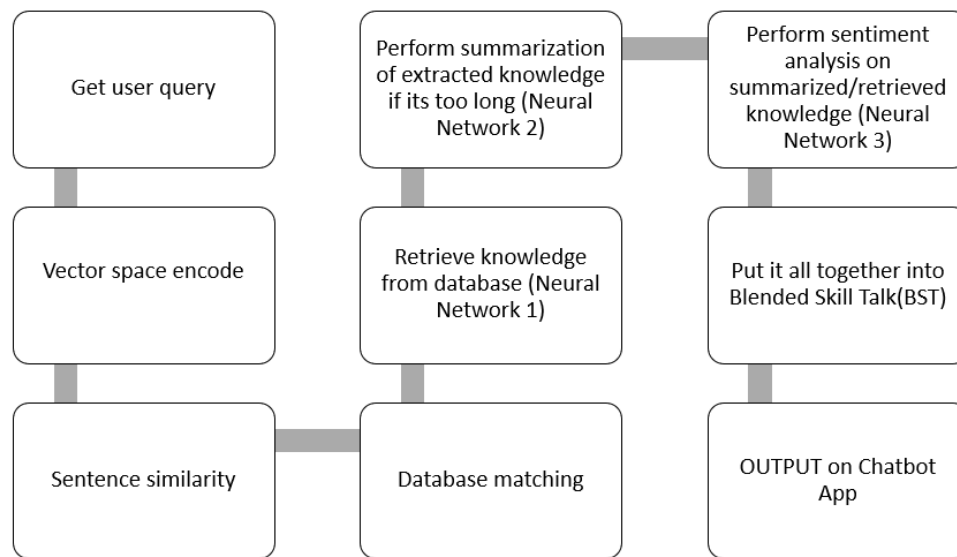 Get user query
Vector space encode
Sentence similarity
Database matching
Retrieve knowledge
from database (Neural
Network 1)
Perform summarization
of extracted knowledge
if its too long (Neural
Network 2)
Perform sentiment
analysis on
summarized/retrieved
knowledge (Neural
Network 3)
Put it all together into
Blended Skill Talk(BST)
OUTPUT on Chatbot
App